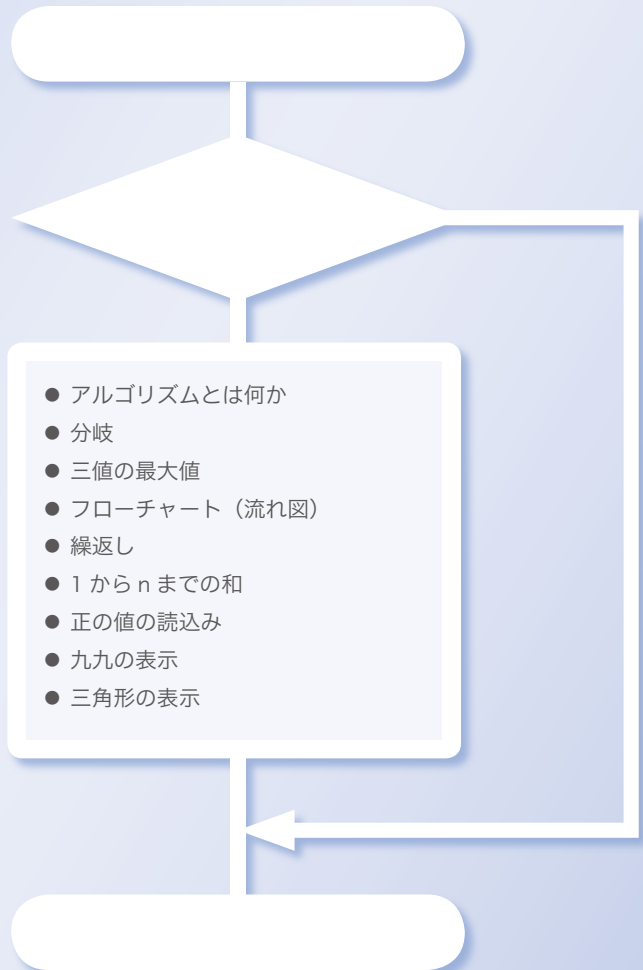 ● アルゴリズムとは何か
● 分岐
● 三値の最大値
● フローチャート（流れ図）
● 繰返し
● 1 から n までの和
● 正の値の読込み
● 九九の表示
● 三角形の表示